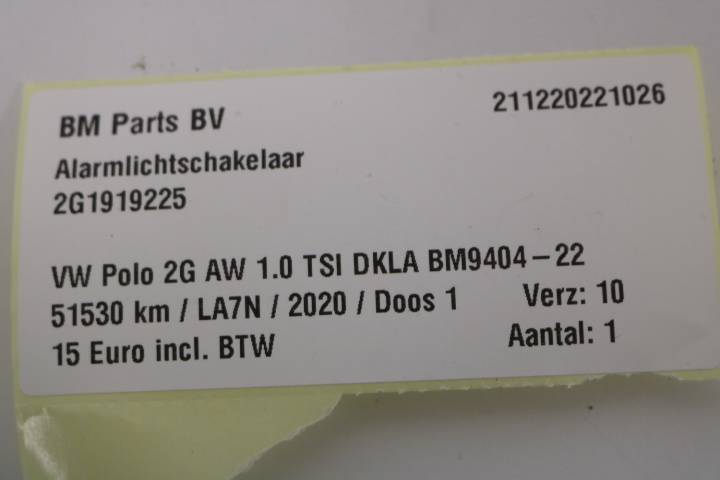 BM Parts BV 211220221026
Alarmlichtschakelaar
2G1919225
VW Polo 2G AW 1.0 TSI DKLA BM9404-22
51530 km / LA7N / 2020 / Doos 1 Verz: 10
15 Euro incl. BTW Aantal: 1